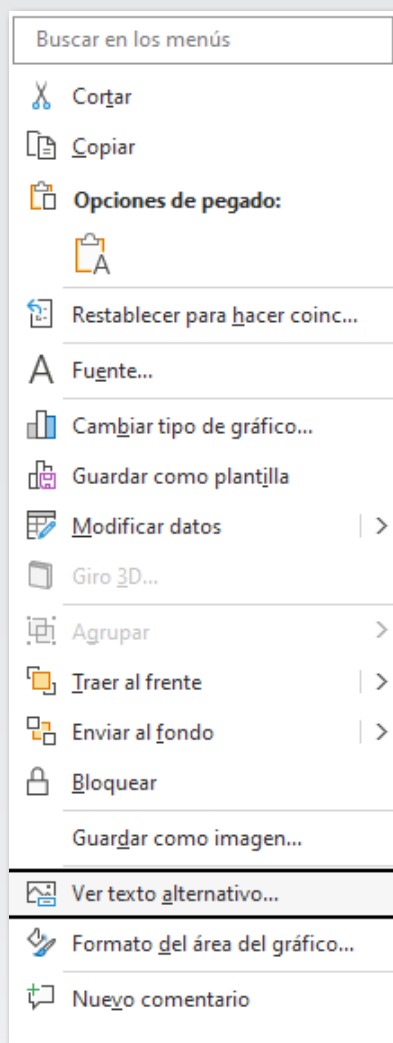 Buscar en los menús
Cortar
Copiar
Opciones de pegado:
A
Restablecer para hacer coinc...
A Fuente...
Cambiar tipo de gráfico...
Guardar como plantilla
Modificar datos
Giro 3D...
Agrupar
Traer al frente
Enviar al fondo
Bloquear
Guardar como imagen...
Ver texto alternativo...
Formato del área del gráfico...
Nuevo comentario